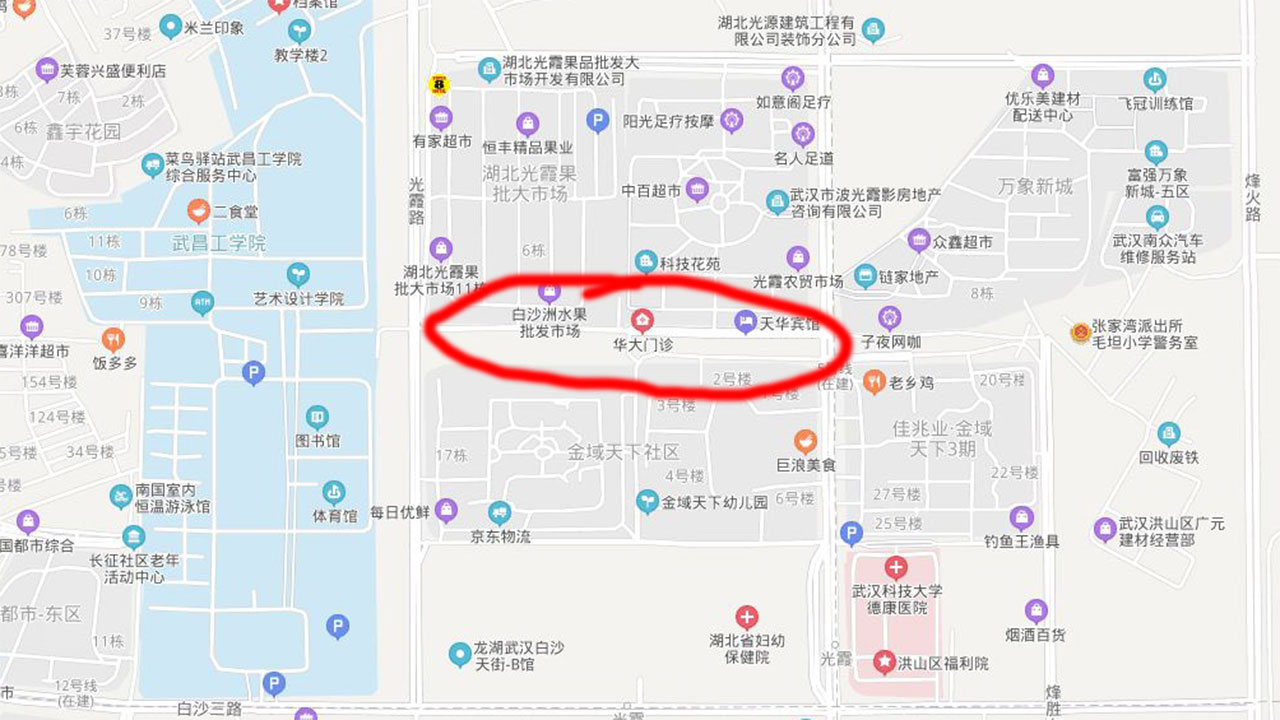 档案馆
湖北光源建筑工程有
限公司装饰分公司
37号楼
米兰印象
教学楼2
湖北光霞果品批发大
市场开发有限公司
芙蓉兴盛便利店
7栋
2栋
如意阁足疗
优乐美建材
配送中心
飞冠训练馆
6栋
鑫宇花园
有家超市
恒丰精品果业
阳光足疗按摩
名人足道
4栋
菜鸟驿站武昌工学院
综合服务中心
湖北光霞果
批大市场
中百超市
武汉市波光霞影房地产
咨询有限公司
万象新城
富强万象
新城-五区
光霞路
烽火路
6栋
二食堂
11栋
武昌工学院
78号楼
6栋
众鑫超市
武汉南众汽车
维修服务站
10栋
科技花苑
湖北光霞果
批大市场11栋
光霞农贸市场
链家地产
307号楼
9栋
ATM
艺术设计学院
8栋
白沙洲水果
批发市场
华大门诊
天华宾馆
子夜网咖
张家湾派出所
毛坦小学警务室
喜洋洋超市
饭多多
154号楼
2号楼
(在建)
老乡鸡
20号楼
3号楼
124号楼
图书馆
佳兆业·金域
天下3期
34号楼
17栋
金域天下社区
巨浪美食
回收废铁
4号楼
22号楼
南国室内
恒温游泳馆
体育馆
每日优鲜
京东物流
金域天下幼儿园
6号楼
27号楼
25号楼
钓鱼王渔具
武汉洪山区广元
建材经营部
国都市综合
长征社区老年
活动中心
武汉科技大学
德康医院
都市-东区
11栋
湖北省妇幼
保健院
烟酒百货
龙湖武汉白沙
天街-B馆
光霞
洪山区福利院
12号线
(在建)
白沙三路
光霞
烽胜